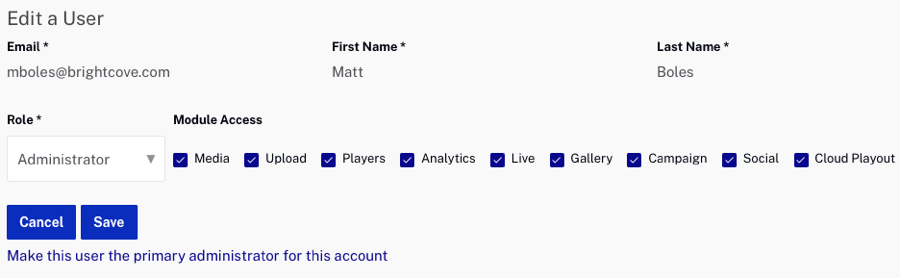 Edit a User
Email * First Name * Last Name *
mboles@brightcove.com Matt Boles
Role * Module Access
Administrator Media Upload Players Analytics Live Gallery Campaign Social Cloud Playout
Cancel Save
Make this user the primary administrator for this account